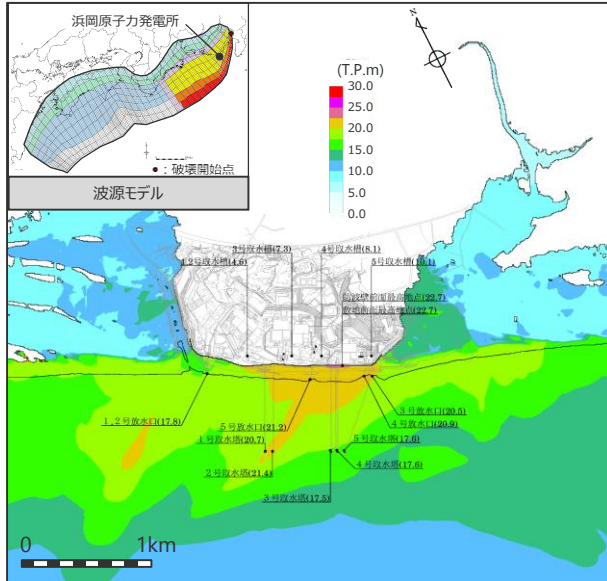 浜岡原子力発電所
●：破壊開始点
波源モデル
N
(T.P.m)
30.0
25.0
20.0
15.0
10.0
5.0
0.0
3号取水槽(7.3)
4号取水槽(8.1)
1,2号取水槽(4.6)
5号取水槽(10.1)
防波壁前面最高地点(22.7)
敷地前面最高地点(22.7)
1,2号放水口(17.8)
5号放水口(21.2)
3号放水口(20.5)
4号放水口(20.9)
1号取水塔(20.7)
5号取水塔(17.6)
2号取水塔(21.4)
4号取水塔(17.6)
3号取水塔(17.5)
0 1km